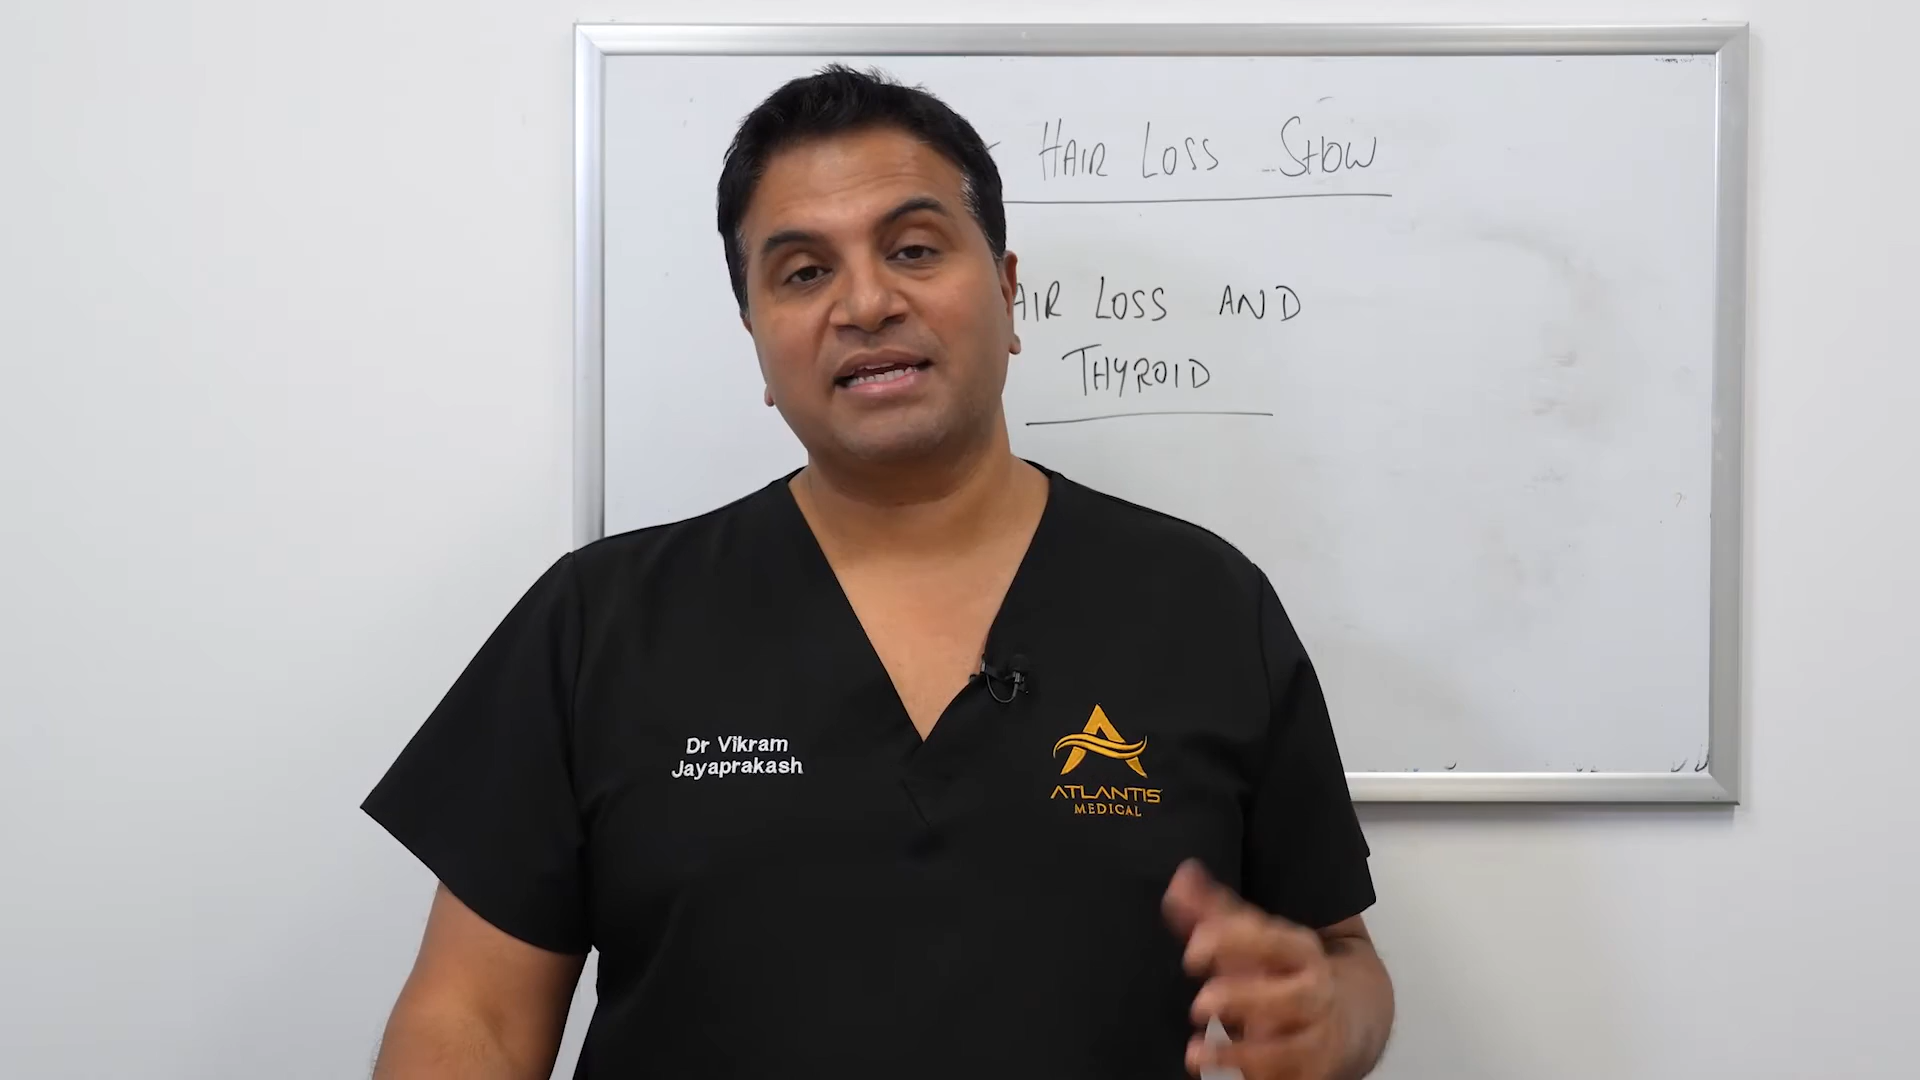 HAIR LOSS SHOW
AIR LOSS AND
THYROID
Dr Vikram
Jayaprakash
ATLANTIS
MEDICAL